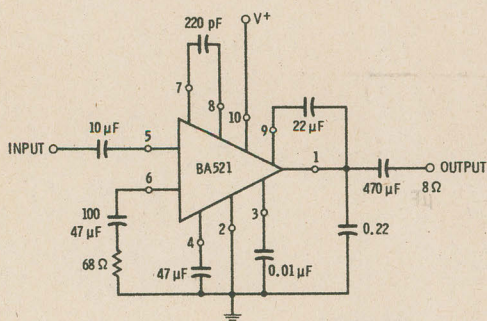 220 pF
V+
7
8
10
9
22 µF
10 µF
5
INPUT
BA521
1
OUTPUT
470 µF
8 Ω
6
100
47 µF
68 Ω
4
2
3
0.22
47 µF
0.01 µF
µF